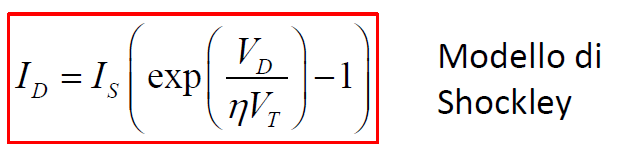 I_D = I_S ( exp ( V_D / ηV_T ) − 1 )
Modello di
Shockley